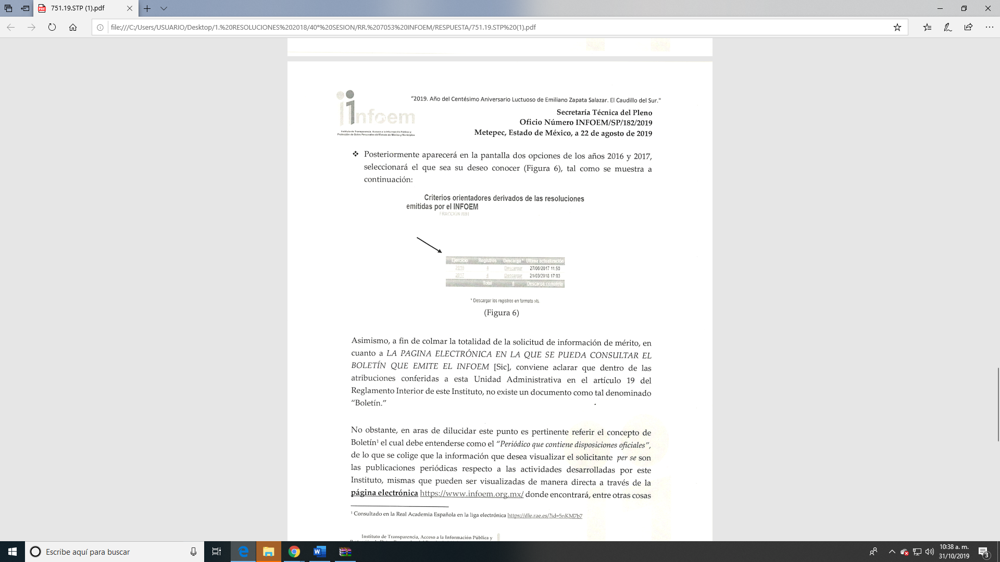 751.19.STP (1).pdf
file:///C:/Users/USUARIO/Desktop/1.%20RESOLUCIONES%202018/40°%20SESION/RR.%207053%20INFOEM/RESPUESTA/751.19.STP%20(1).pdf
infoem
Instituto de Transparencia, Acceso a la Información Pública y
Protección de Datos Personales del Estado de México y Municipios
“2019. Año del Centésimo Aniversario Luctuoso de Emiliano Zapata Salazar. El Caudillo del Sur."
Secretaría Técnica del Pleno
Oficio Número INFOEM/SP/182/2019
Metepec, Estado de México, a 22 de agosto de 2019
❖ Posteriormente aparecerá en la pantalla dos opciones de los años 2016 y 2017,
seleccionará el que sea su deseo conocer (Figura 6), tal como se muestra a
continuación:
Criterios orientadores derivados de las resoluciones
emitidas por el INFOEM
Ejercicio Registros Descarga * Ultima actualización
2016 4 Descargar 27/06/2017 11:50
2017 4 Descargar 21/03/2018 17:03
Total 8 Descarga completa
* Descargar los registros en formato xls
(Figura 6)
Asimismo, a fin de colmar la totalidad de la solicitud de información de mérito, en
cuanto a LA PAGINA ELECTRÓNICA EN LA QUE SE PUEDA CONSULTAR EL
BOLETÍN QUE EMITE EL INFOEM [Sic], conviene aclarar que dentro de las
atribuciones conferidas a esta Unidad Administrativa en el artículo 19 del
Reglamento Interior de este Instituto, no existe un documento como tal denominado
“Boletín.”
No obstante, en aras de dilucidar este punto es pertinente referir el concepto de
Boletín¹ el cual debe entenderse como el “Periódico que contiene disposiciones oficiales”,
de lo que se colige que la información que desea visualizar el solicitante per se son
las publicaciones periódicas respecto a las actividades desarrolladas por este
Instituto, mismas que pueden ser visualizadas de manera directa a través de la
página electrónica https://www.infoem.org.mx/ donde encontrará, entre otras cosas
¹ Consultado en la Real Academia Española en la liga electrónica https://dle.rae.es/?id=5nKM7b7
Instituto de Transparencia, Acceso a la Información Pública y
Escribe aquí para buscar
10:38 a. m.
31/10/2019
3